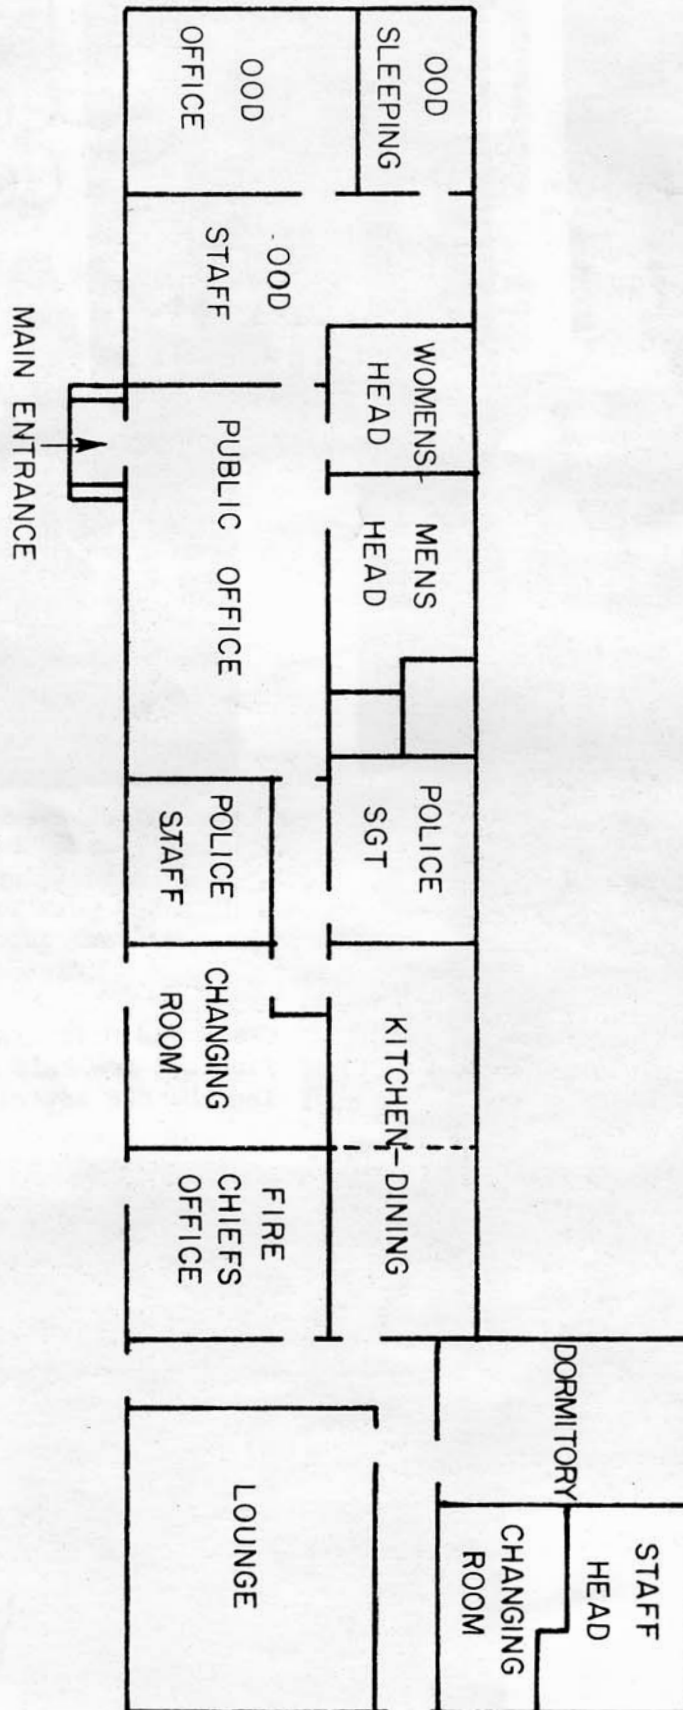 OOD
SLEEPING
OOD
OFFICE
OOD
STAFF
WOMENS
HEAD
MENS
HEAD
MAIN ENTRANCE
PUBLIC OFFICE
POLICE
SGT
POLICE
STAFF
KITCHEN-DINING
CHANGING
ROOM
FIRE
CHIEFS
OFFICE
DORMITORY
STAFF
HEAD
CHANGING
ROOM
LOUNGE